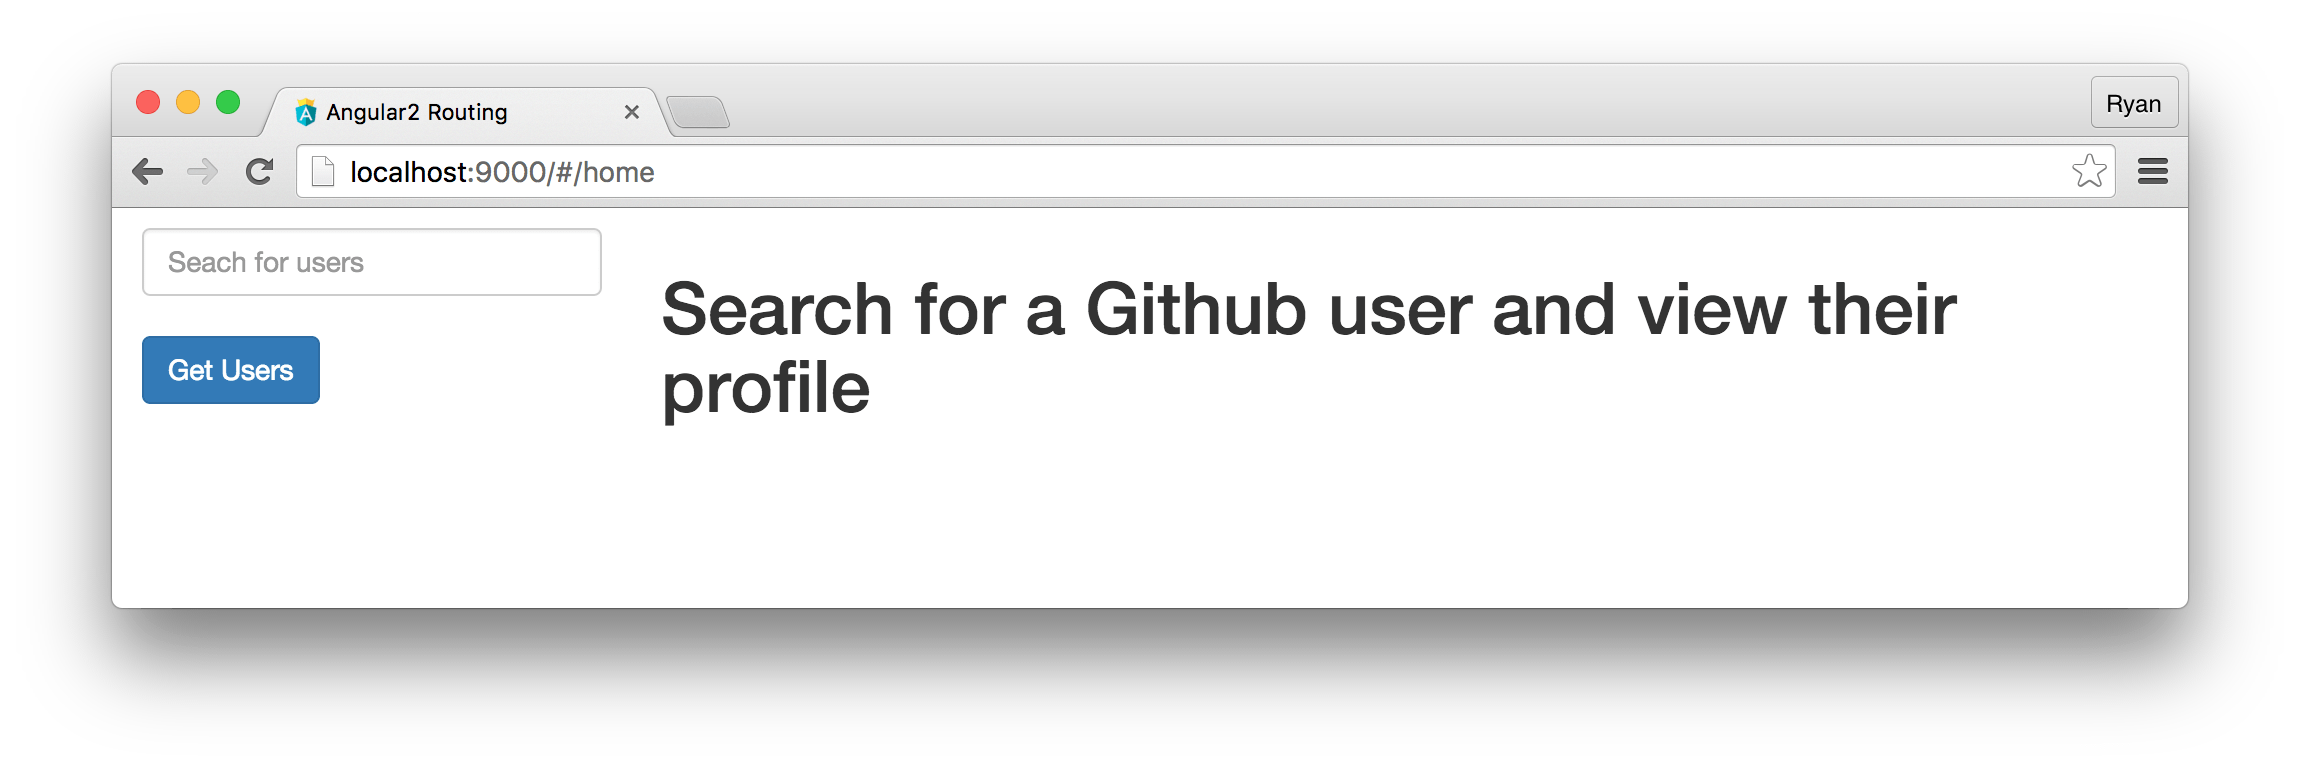 Angular2 Routing
Ryan
localhost:9000/#/home
Seach for users
Get Users
Search for a Github user and view their
profile